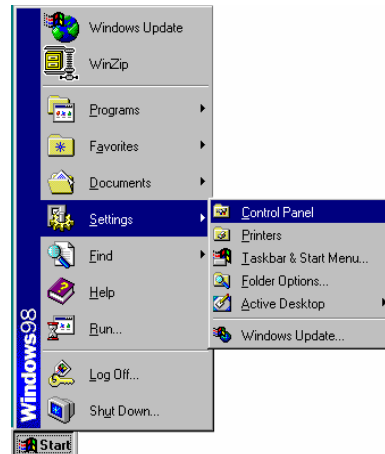 Windows Update
WinZip
Programs
Favorites
Documents
Settings
Find
Help
Run...
Log Off...
Shut Down...
Control Panel
Printers
Taskbar & Start Menu...
Folder Options...
Active Desktop
Windows Update...
Windows98
Start